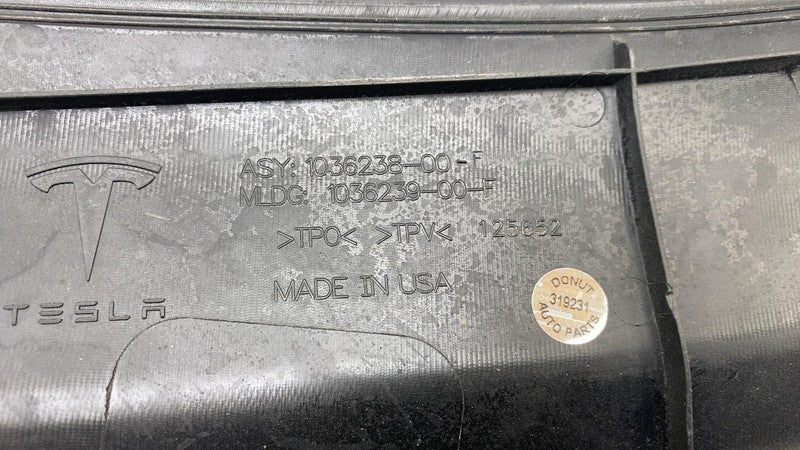 ASY: 1036238-00-F
MLDG: 1036239-00-F
>TPO< >TPV< 125652
MADE IN USA
TESLA
DONUT
319231
AUTO PARTS